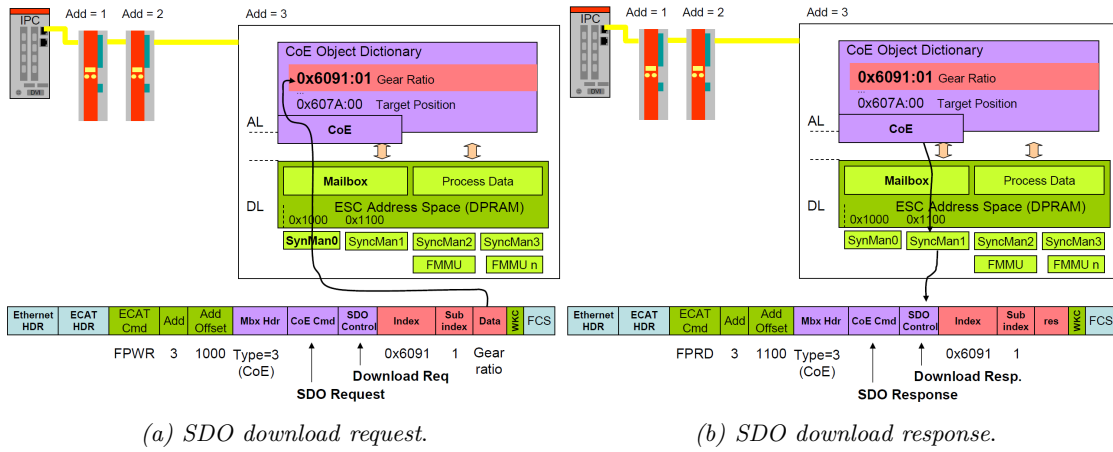 IPC
Add = 1
Add = 2
Add = 3
DVI
CoE Object Dictionary
0x6091:01 Gear Ratio
...
0x607A:00 Target Position
AL
CoE
Mailbox
Process Data
DL
ESC Address Space (DPRAM)
0x1000
0x1100
SynMan0
SyncMan1
SyncMan2
SyncMan3
FMMU
FMMU n
Ethernet HDR
ECAT HDR
ECAT Cmd
Add
Add Offset
Mbx Hdr
CoE Cmd
SDO Control
Index
Sub index
Data
WKC
FCS
FPWR
3
1000
Type=3 (CoE)
0x6091
1
Gear ratio
Download Req
SDO Request
(a) SDO download request.
IPC
Add = 1
Add = 2
Add = 3
DVI
CoE Object Dictionary
0x6091:01 Gear Ratio
...
0x607A:00 Target Position
AL
CoE
Mailbox
Process Data
DL
ESC Address Space (DPRAM)
0x1000
0x1100
SynMan0
SyncMan1
SyncMan2
SyncMan3
FMMU
FMMU n
Ethernet HDR
ECAT HDR
ECAT Cmd
Add
Add Offset
Mbx Hdr
CoE Cmd
SDO Control
Index
Sub index
res
WKC
FCS
FPRD
3
1100
Type=3 (CoE)
0x6091
1
Download Resp.
SDO Response
(b) SDO download response.